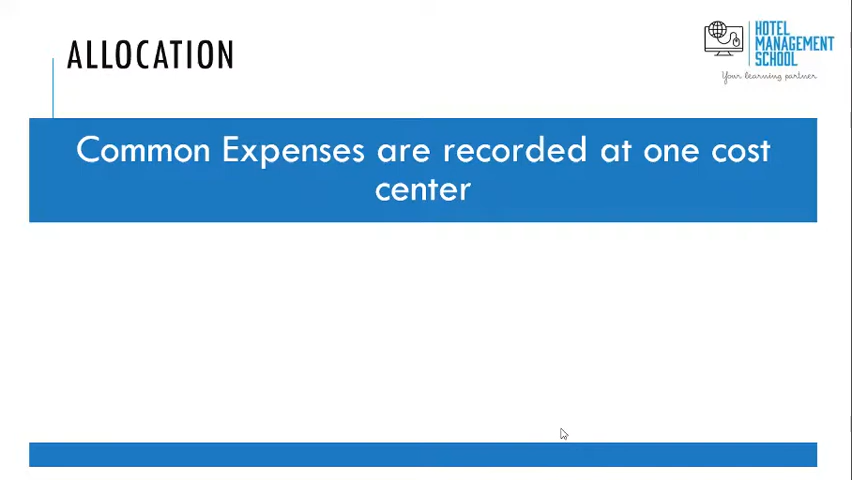 ALLOCATION
HOTEL
MANAGEMENT
SCHOOL
Your learning partner
Common Expenses are recorded at one cost
center